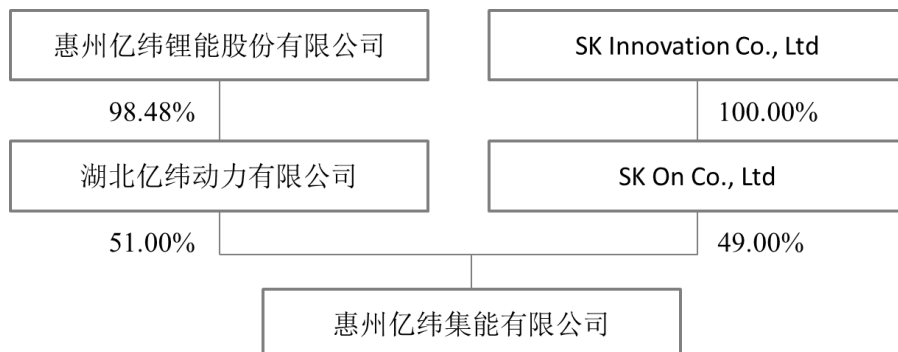 惠州亿纬锂能股份有限公司
SK Innovation Co., Ltd
98.48%
100.00%
湖北亿纬动力有限公司
SK On Co., Ltd
51.00%
49.00%
惠州亿纬集能有限公司